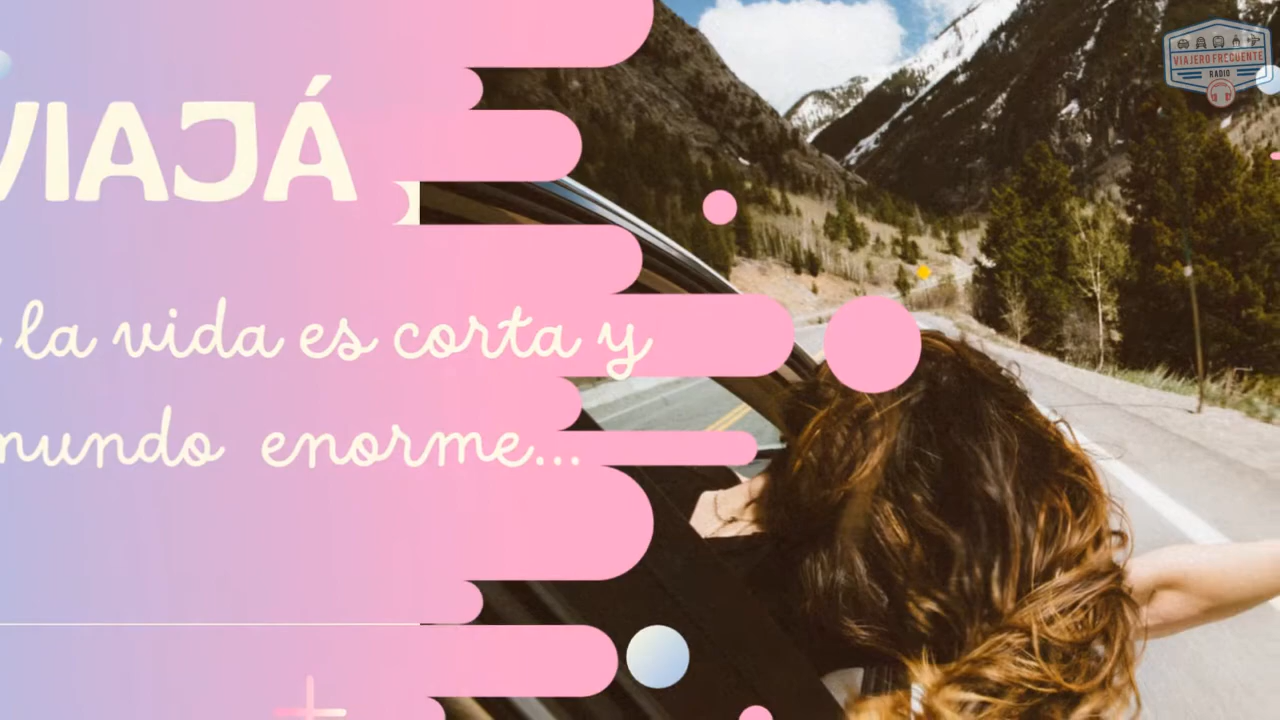 VIAJÁ
la vida es corta y
mundo enorme...
VIAJERO FRECUENTE
RADIO